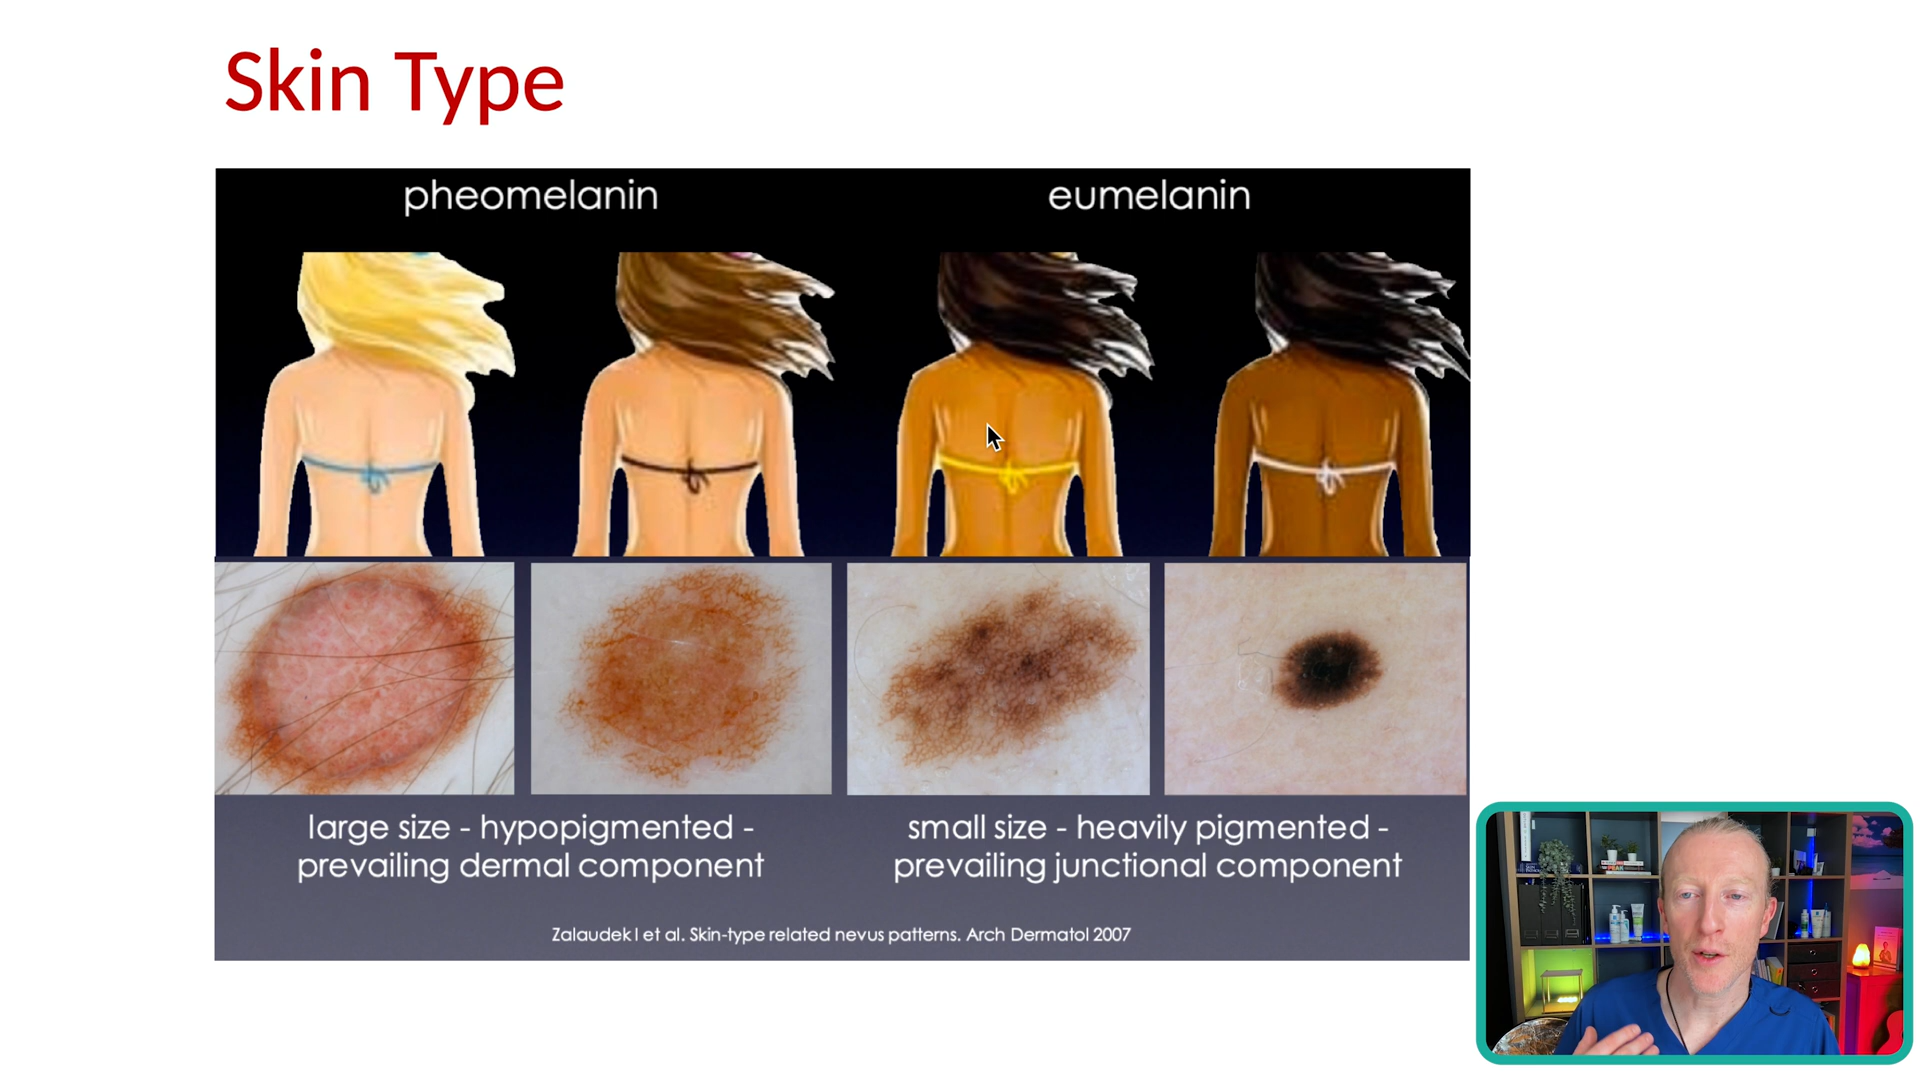 Skin Type
pheomelanin
eumelanin
large size - hypopigmented -
prevailing dermal component
small size - heavily pigmented -
prevailing junctional component
Zalaudek I et al. Skin-type related nevus patterns. Arch Dermatol 2007